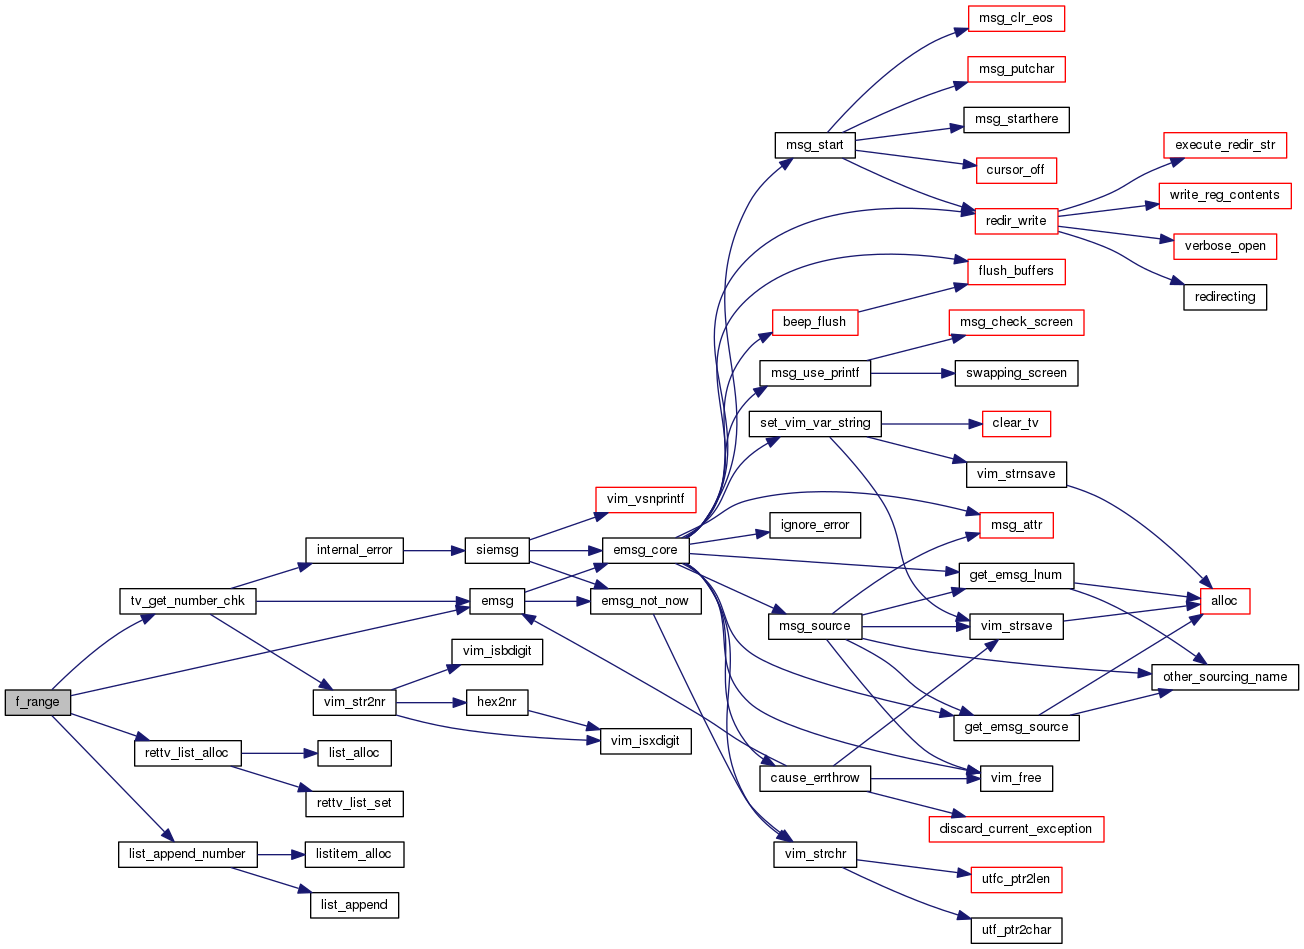 msg_clr_eos
msg_putchar
msg_starthere
msg_start
execute_redir_str
cursor_off
write_reg_contents
redir_write
verbose_open
flush_buffers
redirecting
beep_flush
msg_check_screen
msg_use_printf
swapping_screen
set_vim_var_string
clear_tv
vim_strnsave
vim_vsnprintf
ignore_error
msg_attr
internal_error
siemsg
emsg_core
get_emsg_lnum
tv_get_number_chk
emsg
emsg_not_now
alloc
msg_source
vim_strsave
vim_isbdigit
other_sourcing_name
f_range
vim_str2nr
hex2nr
get_emsg_source
vim_isxdigit
rettv_list_alloc
list_alloc
cause_errthrow
vim_free
rettv_list_set
discard_current_exception
list_append_number
listitem_alloc
vim_strchr
utfc_ptr2len
list_append
utf_ptr2char